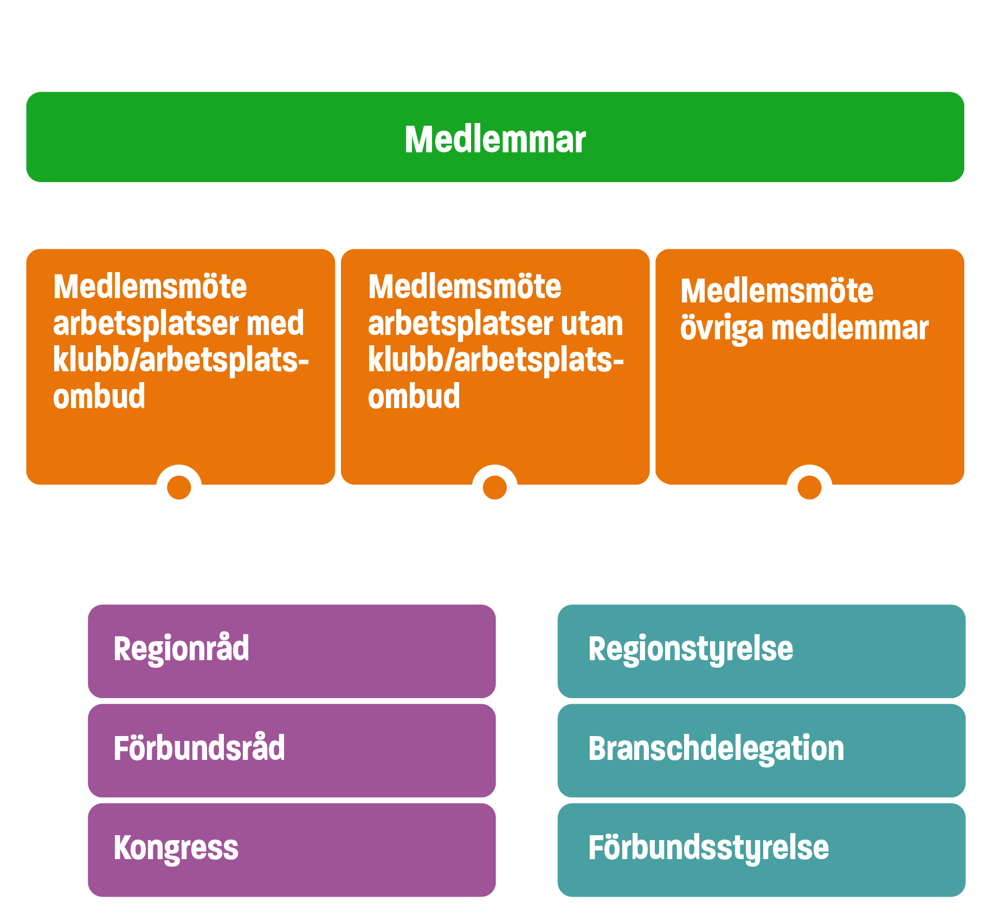 Medlemmar
Medlemsmöte
arbetsplatser med
klubb/arbetsplats-
ombud
Medlemsmöte
arbetsplatser utan
klubb/arbetsplats-
ombud
Medlemsmöte
övriga medlemmar
Regionråd
Förbundsråd
Kongress
Regionstyrelse
Branschdelegation
Förbundsstyrelse